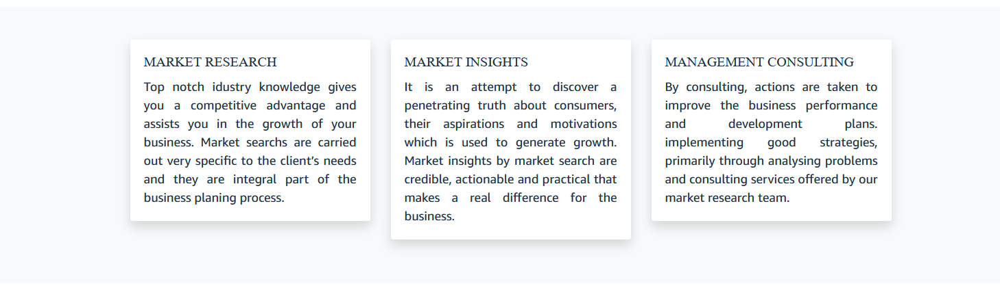 MARKET RESEARCH
Top notch idustry knowledge gives
you a competitive advantage and
assists you in the growth of your
business. Market searchs are carried
out very specific to the client’s needs
and they are integral part of the
business planing process.
MARKET INSIGHTS
It is an attempt to discover a
penetrating truth about consumers,
their aspirations and motivations
which is used to generate growth.
Market insights by market search are
credible, actionable and practical that
makes a real difference for the
business.
MANAGEMENT CONSULTING
By consulting, actions are taken to
improve the business performance
and development plans.
implementing good strategies,
primarily through analysing problems
and consulting services offered by our
market research team.